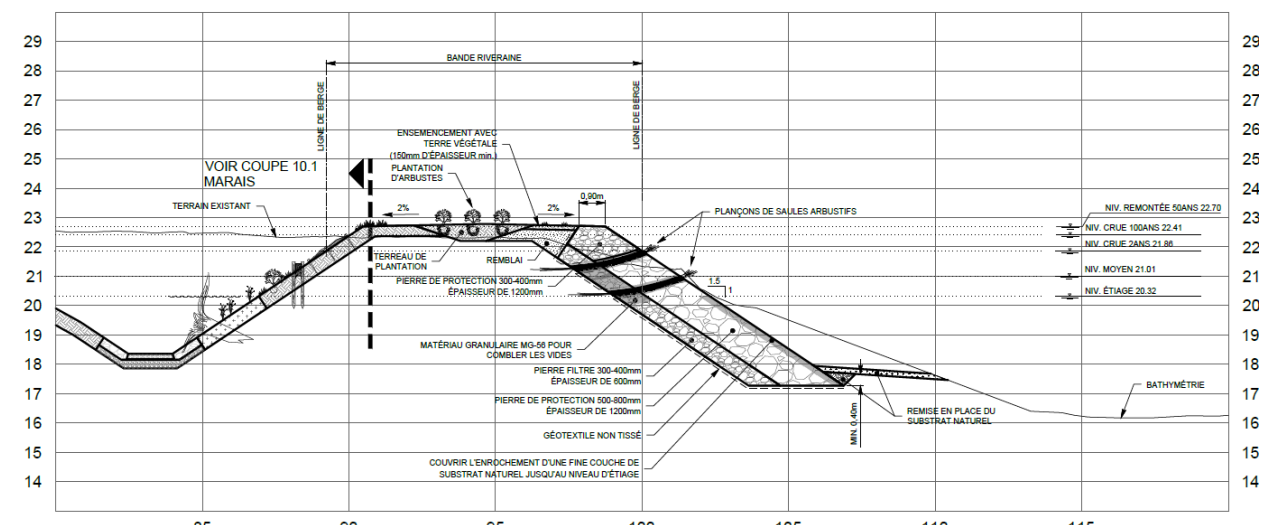 29
28
27
26
25
24
23
22
21
20
19
18
17
16
15
14
29
28
27
26
25
24
23
22
21
20
19
18
17
16
15
14
BANDE RIVERAINE
LIGNE DE BERGE
LIGNE DE BERGE
ENSEMENCEMENT AVEC
TERRE VÉGÉTALE
(150mm D'ÉPAISSEUR min.)
VOIR COUPE 10.1
MARAIS
PLANTATION
D'ARBUSTES
TERRAIN EXISTANT
2%
2%
0,90m
PLANÇONS DE SAULES ARBUSTIFS
NIV. REMONTÉE 50ANS 22.70
NIV. CRUE 100ANS 22.41
NIV. CRUE 2ANS 21.86
NIV. MOYEN 21.01
NIV. ÉTIAGE 20.32
TERREAU DE
PLANTATION
REMBLAI
PIERRE DE PROTECTION 300-400mm
ÉPAISSEUR DE 1200mm
1.5
1
MATÉRIAU GRANULAIRE MG-56 POUR
COMBLER LES VIDES
PIERRE FILTRE 300-400mm
ÉPAISSEUR DE 600mm
PIERRE DE PROTECTION 500-800mm
ÉPAISSEUR DE 1200mm
GÉOTEXTILE NON TISSÉ
COUVRIR L'ENROCHEMENT D'UNE FINE COUCHE DE
SUBSTRAT NATUREL JUSQU'AU NIVEAU D'ÉTIAGE
MIN. 0.40m
REMISE EN PLACE DU
SUBSTRAT NATUREL
BATHYMÉTRIE